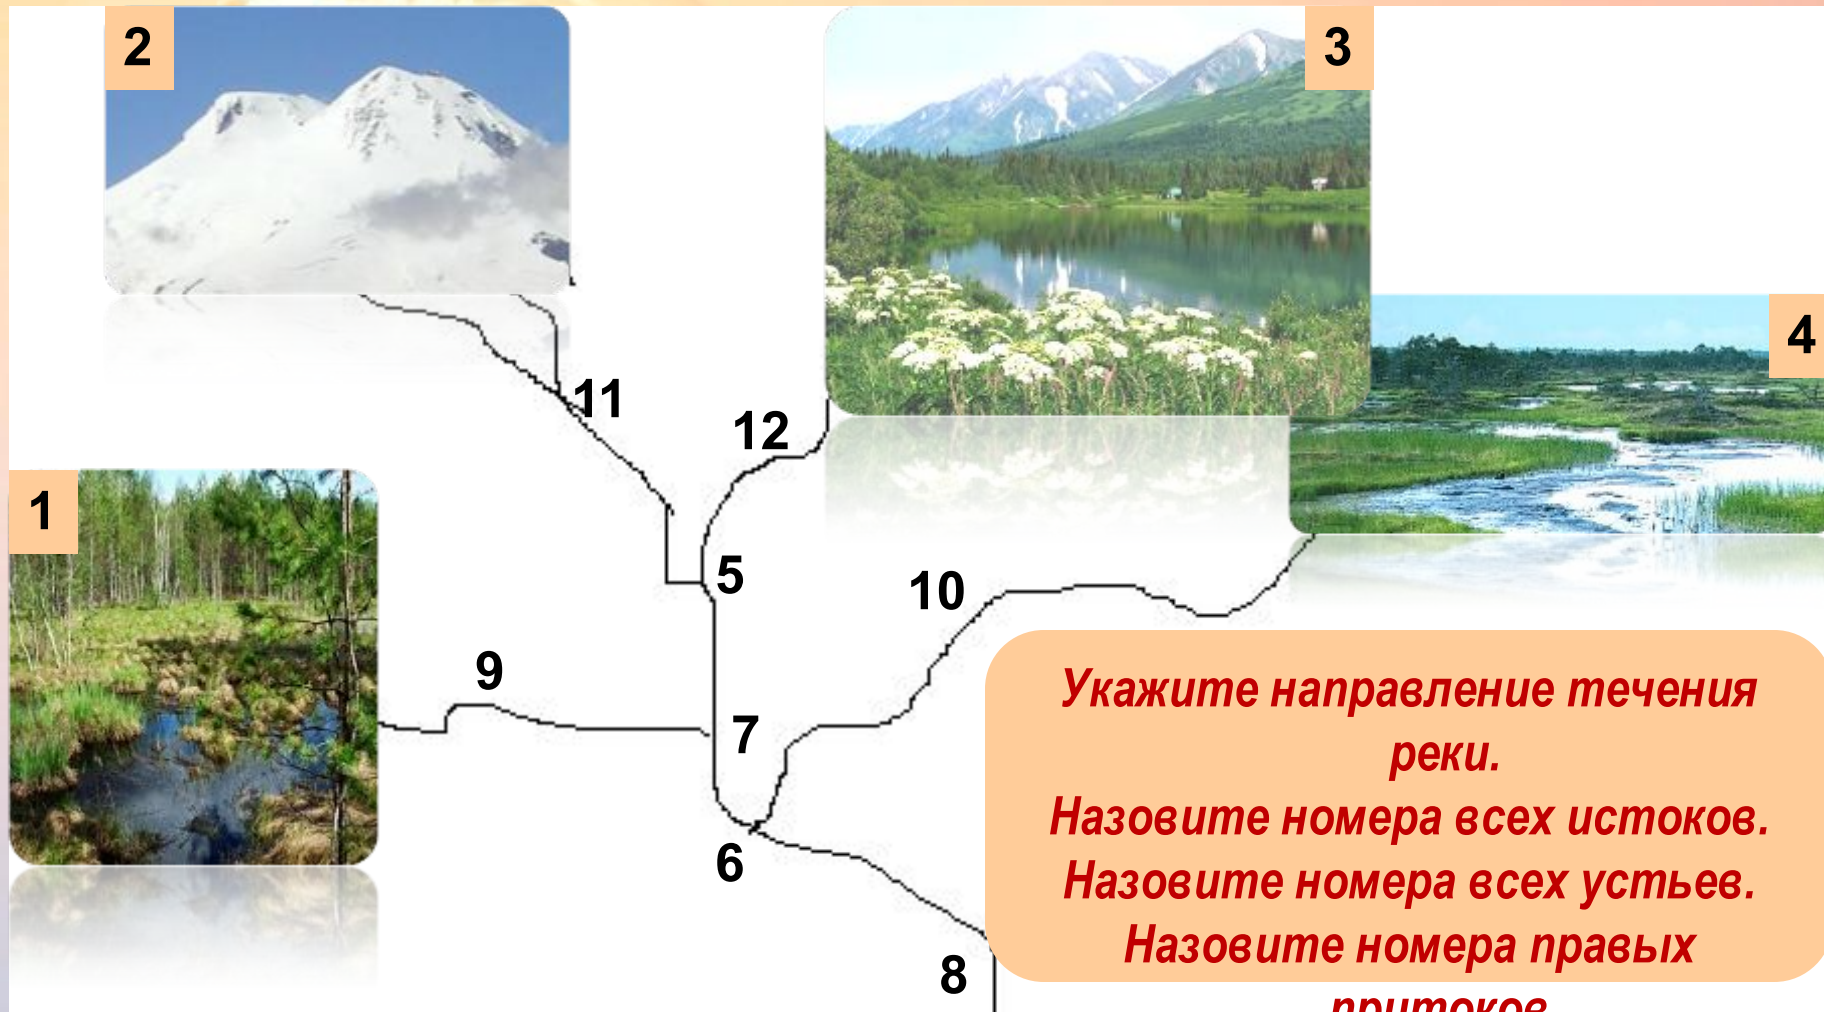 2
3
4
11
12
1
5
10
9
7
6
8
Укажите направление течения
реки.
Назовите номера всех истоков.
Назовите номера всех устьев.
Назовите номера правых
притоков